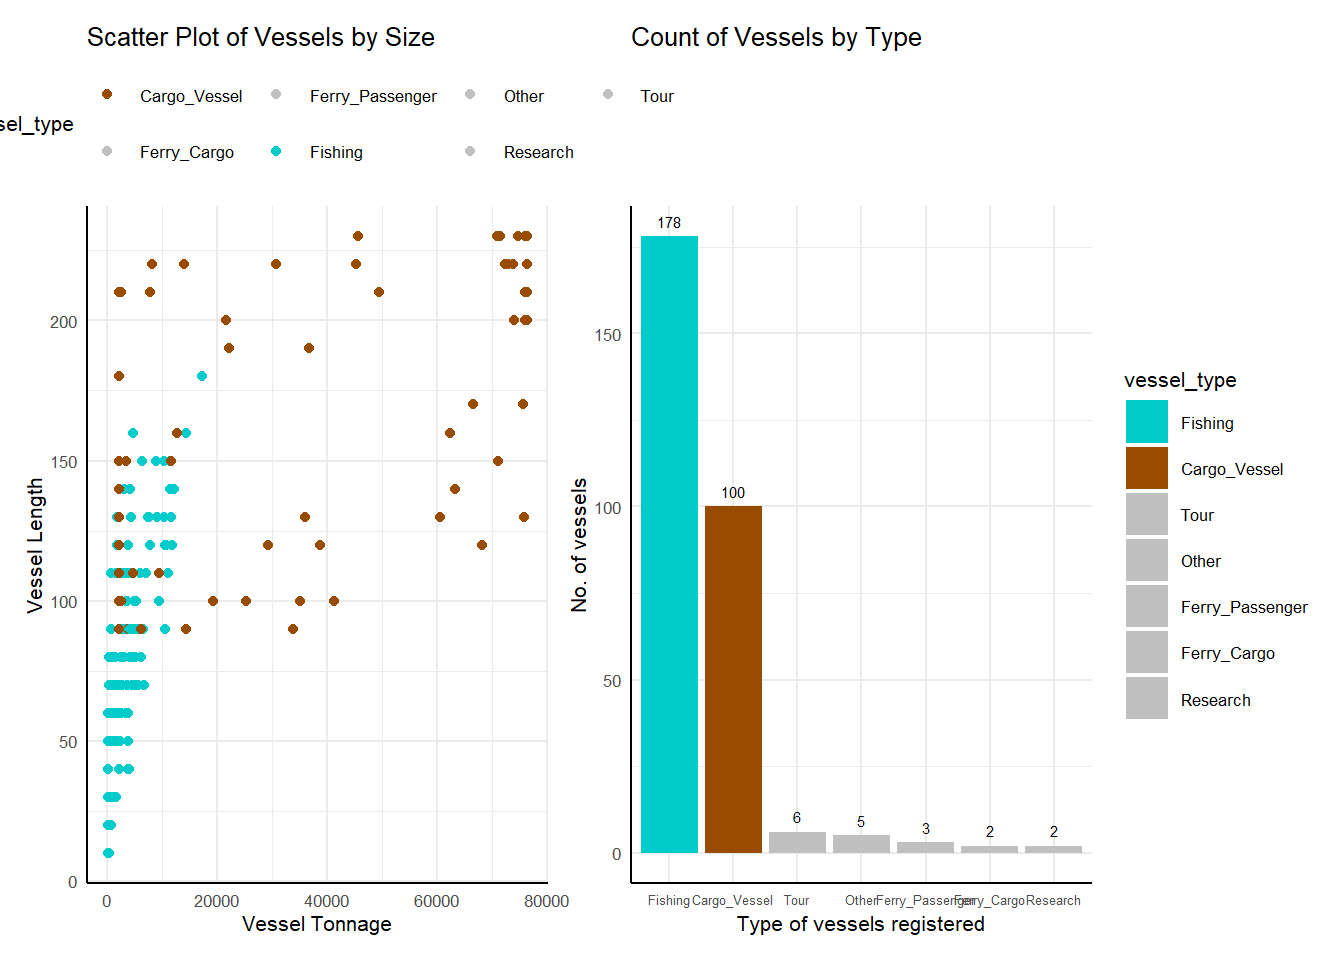 Scatter Plot of Vessels by Size
sel_type
Cargo_Vessel Ferry_Passenger Other Tour
Ferry_Cargo Fishing Research
Vessel Length
200
150
100
50
0
0 20000 40000 60000 80000
Vessel Tonnage
Count of Vessels by Type
No. of vessels
150
100
50
0
178
100
6
5
3
2
2
Fishing Cargo_Vessel Tour Other Ferry_Passenger Ferry_Cargo Research
Type of vessels registered
vessel_type
Fishing
Cargo_Vessel
Tour
Other
Ferry_Passenger
Ferry_Cargo
Research